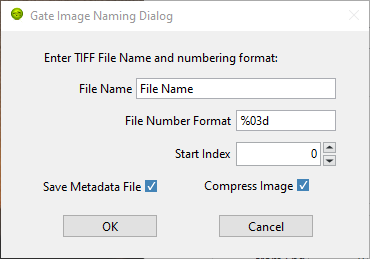 Gate Image Naming Dialog
Enter TIFF File Name and numbering format:
File Name File Name
File Number Format %03d
Start Index 0
Save Metadata File Compress Image
OK Cancel